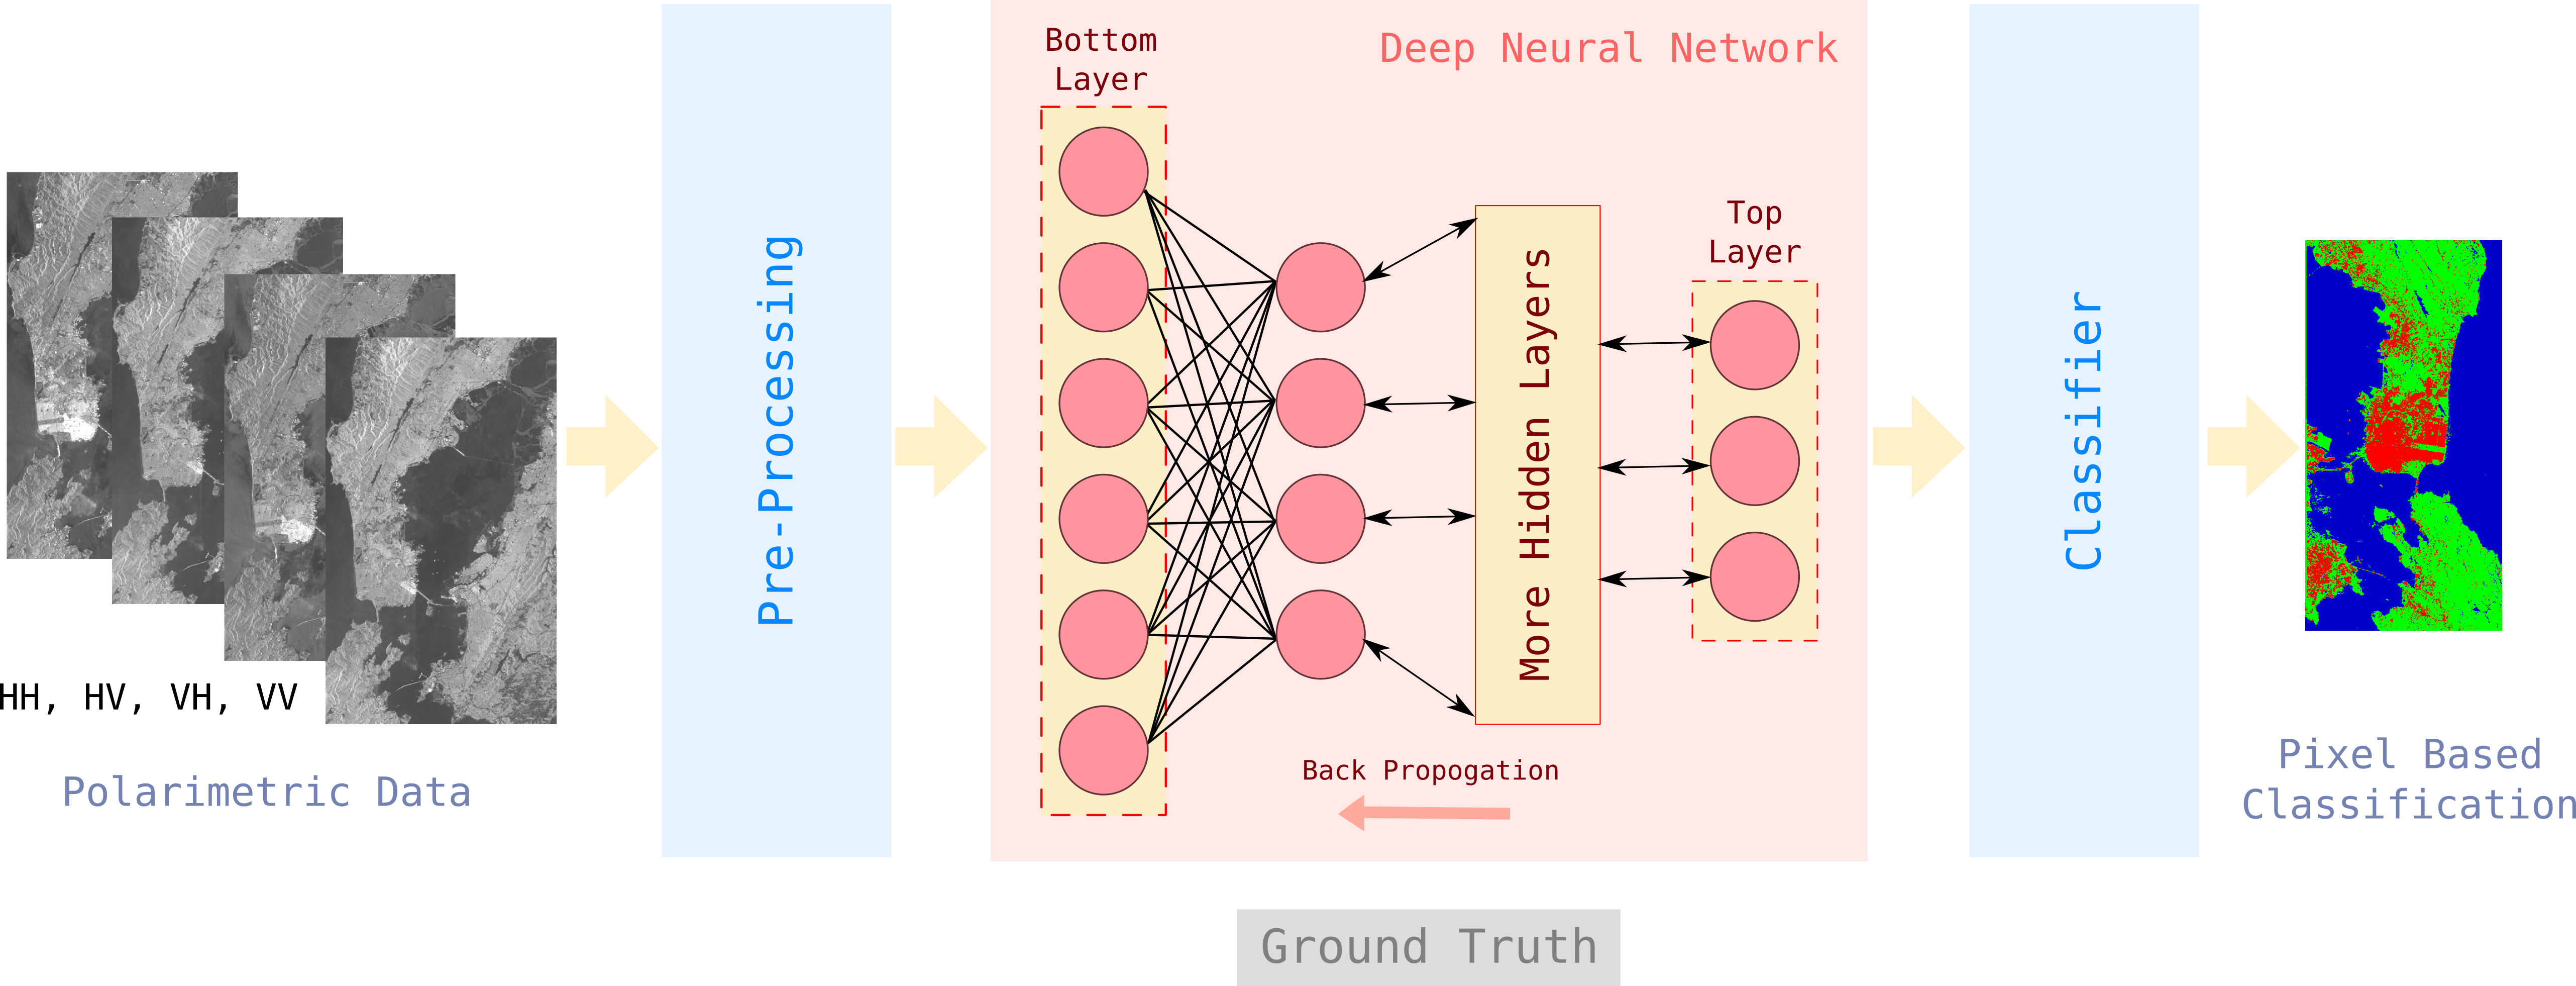 HH, HV, VH, VV
Polarimetric Data
Pre-Processing
Deep Neural Network
Bottom
Layer
More Hidden Layers
Top
Layer
Back Propogation
Ground Truth
Classifier
Pixel Based
Classification